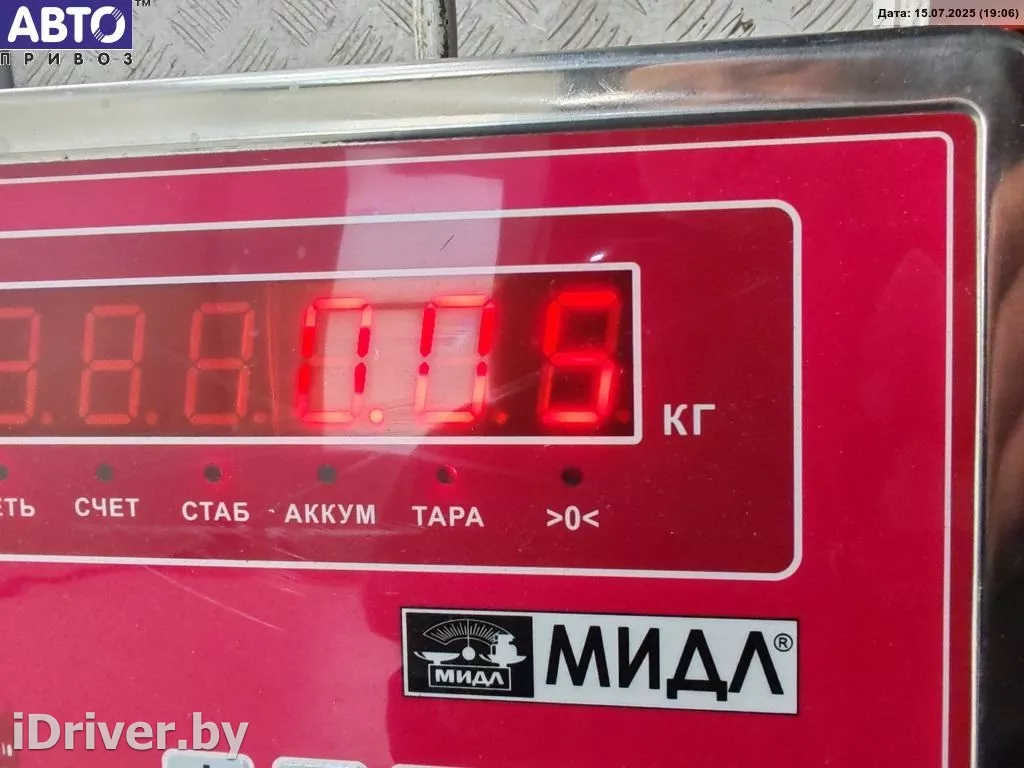 АВТО™
ПРИВОЗ
Дата: 15.07.2025 (19:06)
0.05
КГ
СЧЕТ СТАБ АККУМ ТАРА >0<
МИДЛ
МИДЛ®
iDriver.by